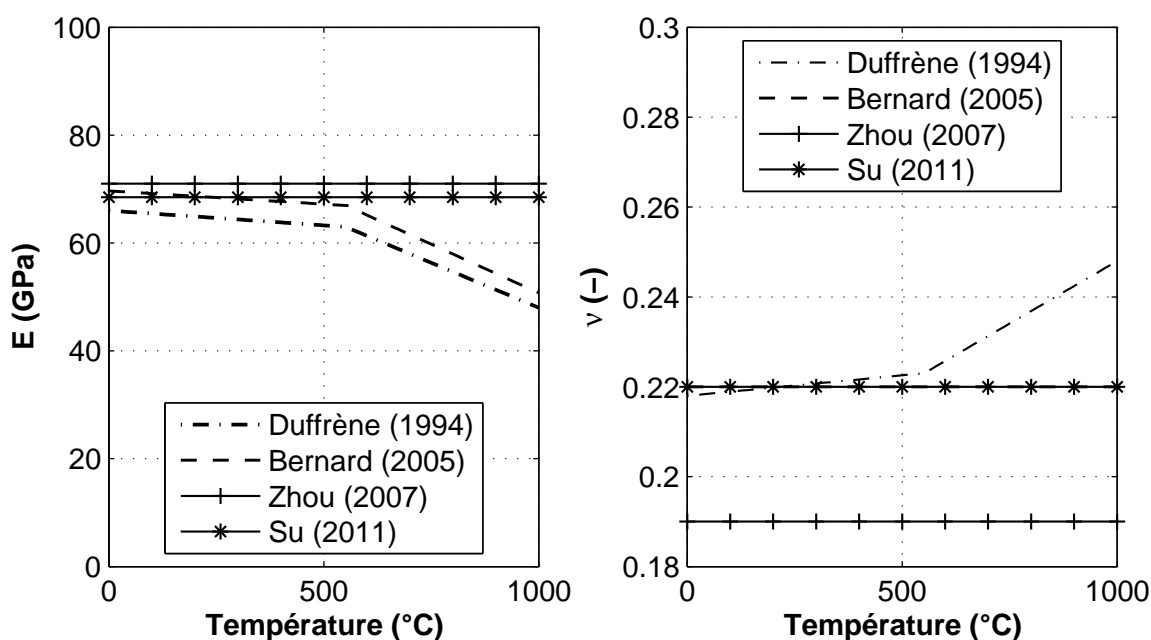 100
80
60
40
20
0
E (GPa)
Duffrène (1994)
Bernard (2005)
Zhou (2007)
Su (2011)
0
500
1000
Température (°C)
0.3
0.28
0.26
0.24
0.22
0.2
0.18
ν (−)
Duffrène (1994)
Bernard (2005)
Zhou (2007)
Su (2011)
0
500
1000
Température (°C)